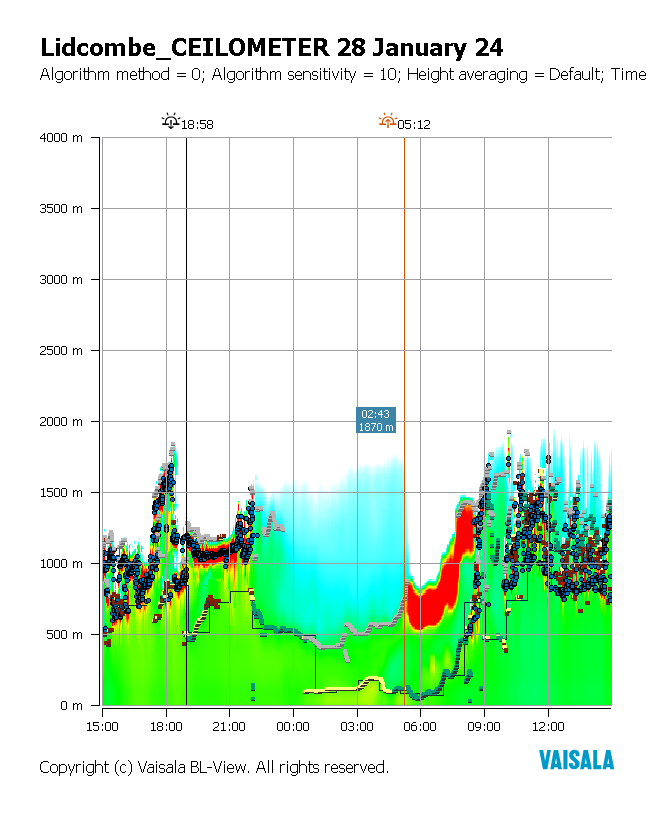 Lidcombe_CEILOMETER 28 January 24
Algorithm method = 0; Algorithm sensitivity = 10; Height averaging = Default; Time
18:58 05:12
4000 m
3500 m
3000 m
2500 m
2000 m
02:43
1870 m
1500 m
1000 m
500 m
0 m
15:00 18:00 21:00 00:00 03:00 06:00 09:00 12:00
VAISALA
Copyright (c) Vaisala BL-View. All rights reserved.